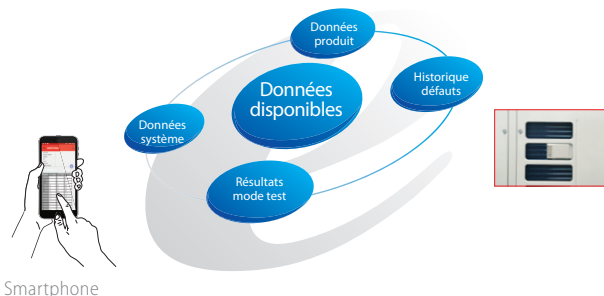 Données
produit
Historique
défauts
Données
disponibles
Données
système
Résultats
mode test
Smartphone